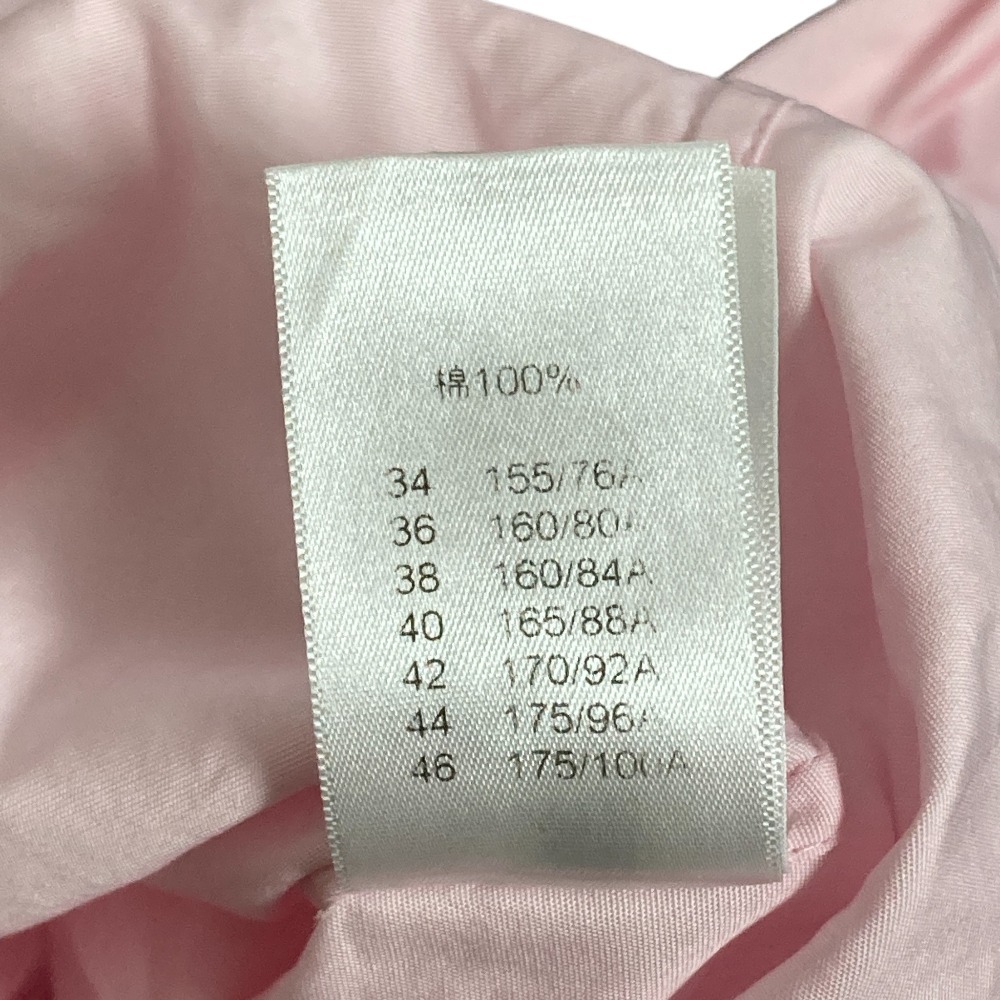 棉100%
34 155/76A
36 160/80A
38 160/84A
40 165/88A
42 170/92A
44 175/96A
46 175/100A